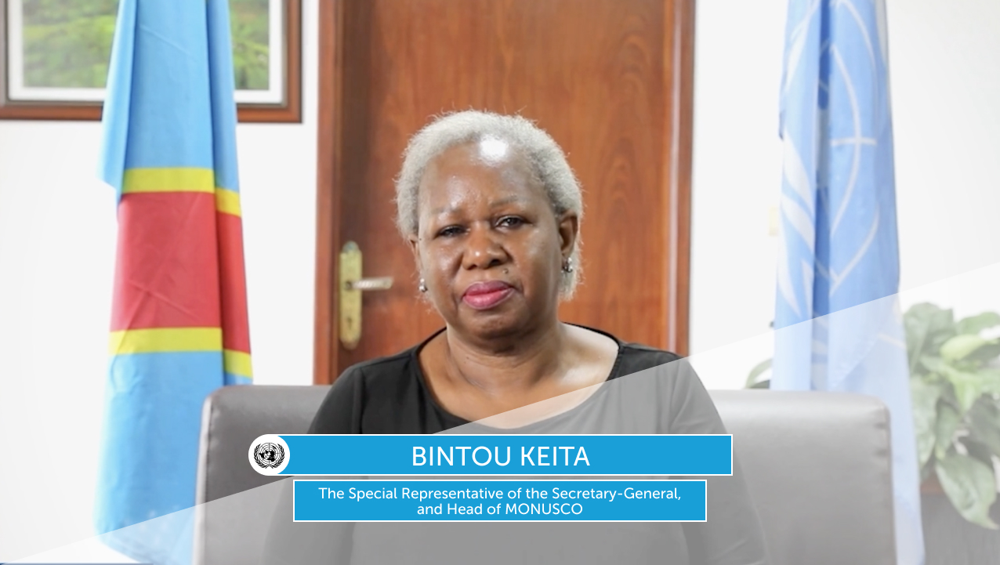 BINTOU KEITA
The Special Representative of the Secretary-General,
and Head of MONUSCO